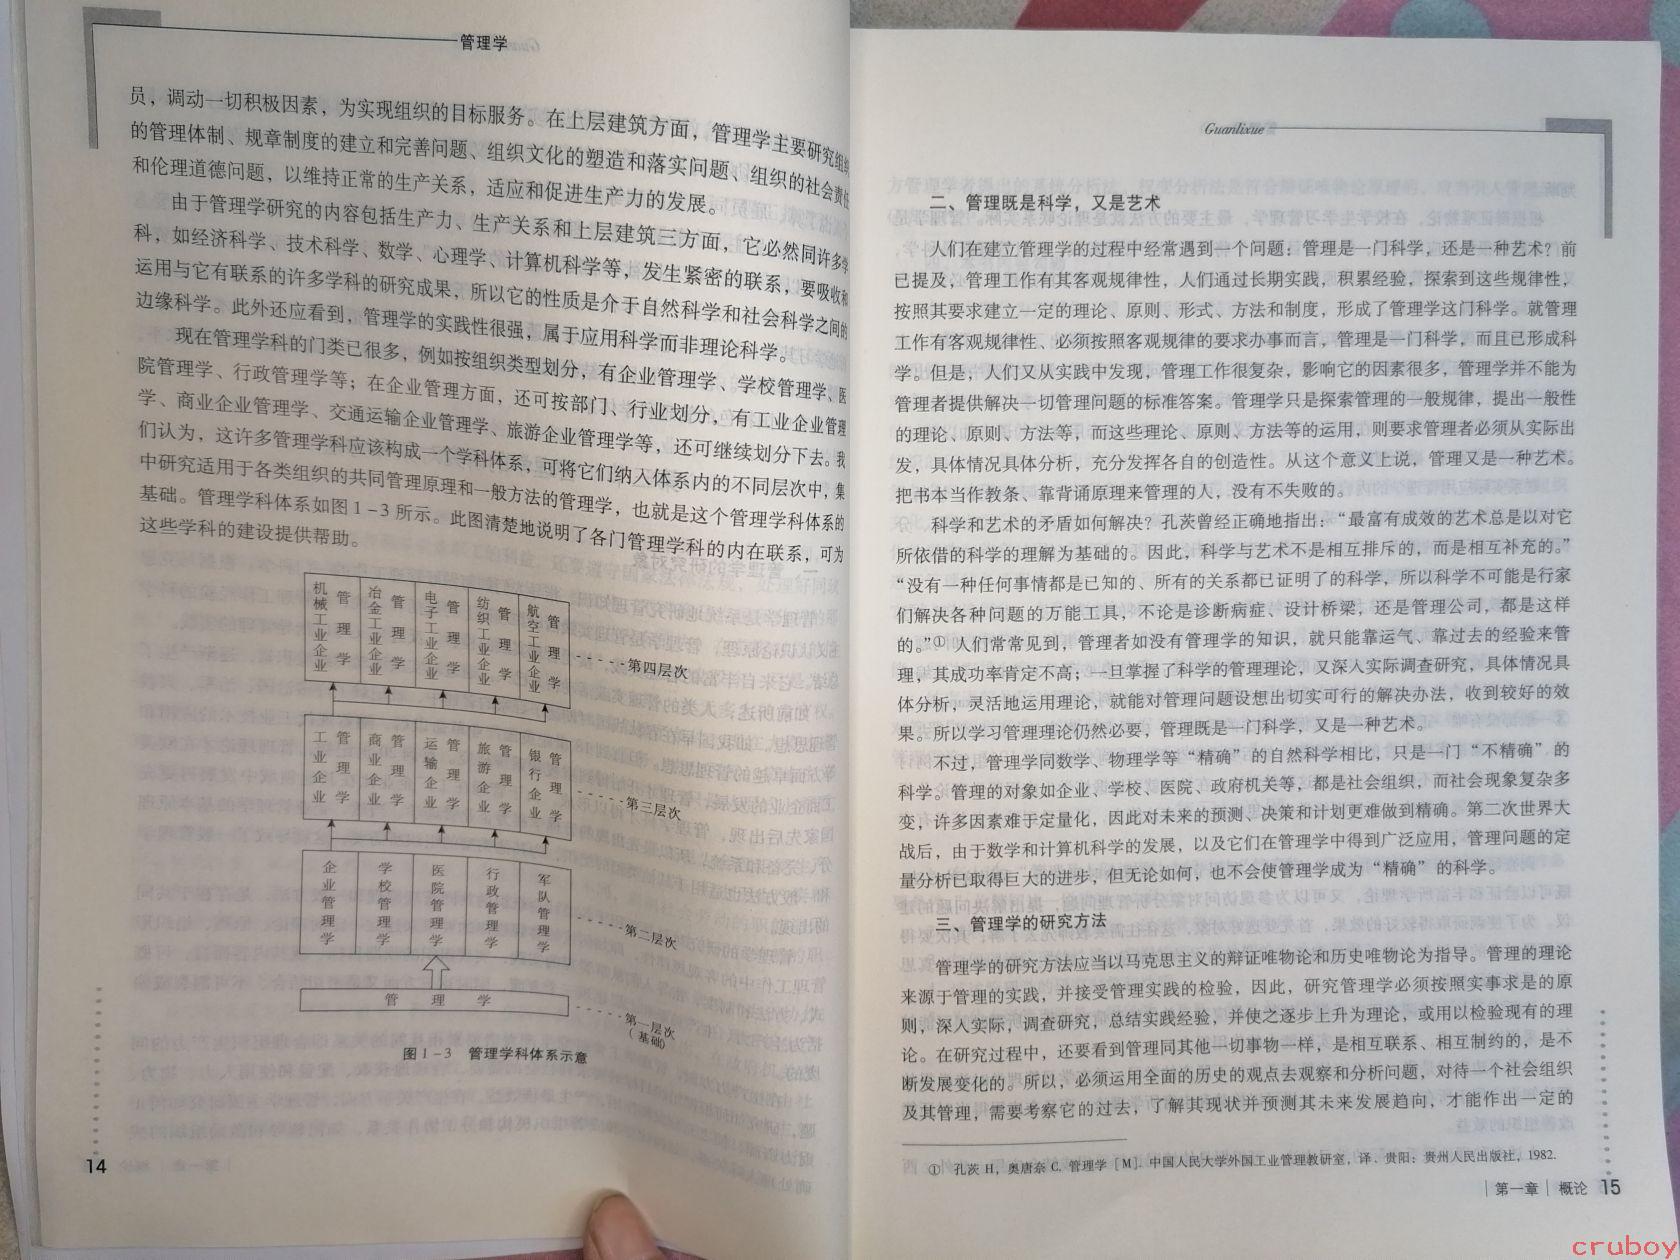 管理学
员，调动一切积极因素，为实现组织的目标服务。在上层建筑方面，管理学主要研究组织
的管理体制、规章制度的建立和完善问题、组织文化的塑造和落实问题、组织的社会责任
和伦理道德问题，以维持正常的生产关系，适应和促进生产力的发展。
由于管理学研究的内容包括生产力、生产关系和上层建筑三方面，它必然同许多学
科，如经济科学、技术科学、数学、心理学、计算机科学等，发生紧密的联系，要吸收和
运用与它有联系的许多学科的研究成果，所以它的性质是介于自然科学和社会科学之间的
边缘科学。此外还应看到，管理学的实践性很强，属于应用科学而非理论科学。
现在管理学科的门类已很多，例如按组织类型划分，有企业管理学、学校管理学、医
院管理学、行政管理学等；在企业管理方面，还可按部门、行业划分，有工业企业管理
学、商业企业管理学、交通运输企业管理学、旅游企业管理学等，还可继续划分下去。我
们认为，这许多管理学科应该构成一个学科体系，可将它们纳入体系内的不同层次中，集
中研究适用于各类组织的共同管理原理和一般方法的管理学，也就是这个管理学科体系的
基础。管理学科体系如图1-3所示。此图清楚地说明了各门管理学科的内在联系，可为
这些学科的建设提供帮助。
机械工业企业管理学
冶金工业企业管理学
电子工业企业管理学
纺织工业企业管理学
航空工业企业管理学
第四层次
工业企业管理学
商业企业管理学
运输企业管理学
旅游企业管理学
银行企业管理学
第三层次
企业管理学
学校管理学
医院管理学
行政管理学
军队管理学
第二层次
管理学
第一层次
（基础）
图1-3 管理学科体系示意
14
Guanlixue
二、管理既是科学，又是艺术
人们在建立管理学的过程中经常遇到一个问题：管理是一门科学，还是一种艺术？前
已提及，管理工作有其客观规律性，人们通过长期实践，积累经验，探索到这些规律性，
按照其要求建立一定的理论、原则、形式、方法和制度，形成了管理学这门科学。就管理
工作有客观规律性、必须按照客观规律的要求办事而言，管理是一门科学，而且已形成科
学。但是，人们又从实践中发现，管理工作很复杂，影响它的因素很多，管理学并不能为
管理者提供解决一切管理问题的标准答案。管理学只是探索管理的一般规律，提出一般性
的理论、原则、方法等，而这些理论、原则、方法等的运用，则要求管理者必须从实际出
发，具体情况具体分析，充分发挥各自的创造性。从这个意义上说，管理又是一种艺术。
把书本当作教条、靠背诵原理来管理的人，没有不失败的。
科学和艺术的矛盾如何解决？孔茨曾经正确地指出：“最富有成效的艺术总是以对它
所依借的科学的理解为基础的。因此，科学与艺术不是相互排斥的，而是相互补充的。”
“没有一种任何事情都是已知的、所有的关系都已证明了的科学，所以科学不可能是行家
们解决各种问题的万能工具，不论是诊断病症、设计桥梁，还是管理公司，都是这样
的。”① 人们常常见到，管理者如没有管理学的知识，就只能靠运气、靠过去的经验来管
理，其成功率肯定不高；一旦掌握了科学的管理理论，又深入实际调查研究，具体情况具
体分析，灵活地运用理论，就能对管理问题设想出切实可行的解决办法，收到较好的效
果。所以学习管理理论仍然必要，管理既是一门科学，又是一种艺术。
不过，管理学同数学、物理学等“精确”的自然科学相比，只是一门“不精确”的
科学。管理的对象如企业、学校、医院、政府机关等，都是社会组织，而社会现象复杂多
变，许多因素难于定量化，因此对未来的预测、决策和计划更难做到精确。第二次世界大
战后，由于数学和计算机科学的发展，以及它们在管理学中得到广泛应用，管理问题的定
量分析已取得巨大的进步，但无论如何，也不会使管理学成为“精确”的科学。
三、管理学的研究方法
管理学的研究方法应当以马克思主义的辩证唯物论和历史唯物论为指导。管理的理论
来源于管理的实践，并接受管理实践的检验，因此，研究管理学必须按照实事求是的原
则，深入实际，调查研究，总结实践经验，并使之逐步上升为理论，或用以检验现有的理
论。在研究过程中，还要看到管理同其他一切事物一样，是相互联系、相互制约的，是不
断发展变化的。所以，必须运用全面的历史的观点去观察和分析问题，对待一个社会组织
及其管理，需要考察它的过去，了解其现状并预测其未来发展趋向，才能作出一定的
① 孔茨 H，奥唐奈 C. 管理学［M］. 中国人民大学外国工业管理教研室，译. 贵阳：贵州人民出版社，1982.
第一章 概论 15
cruboy